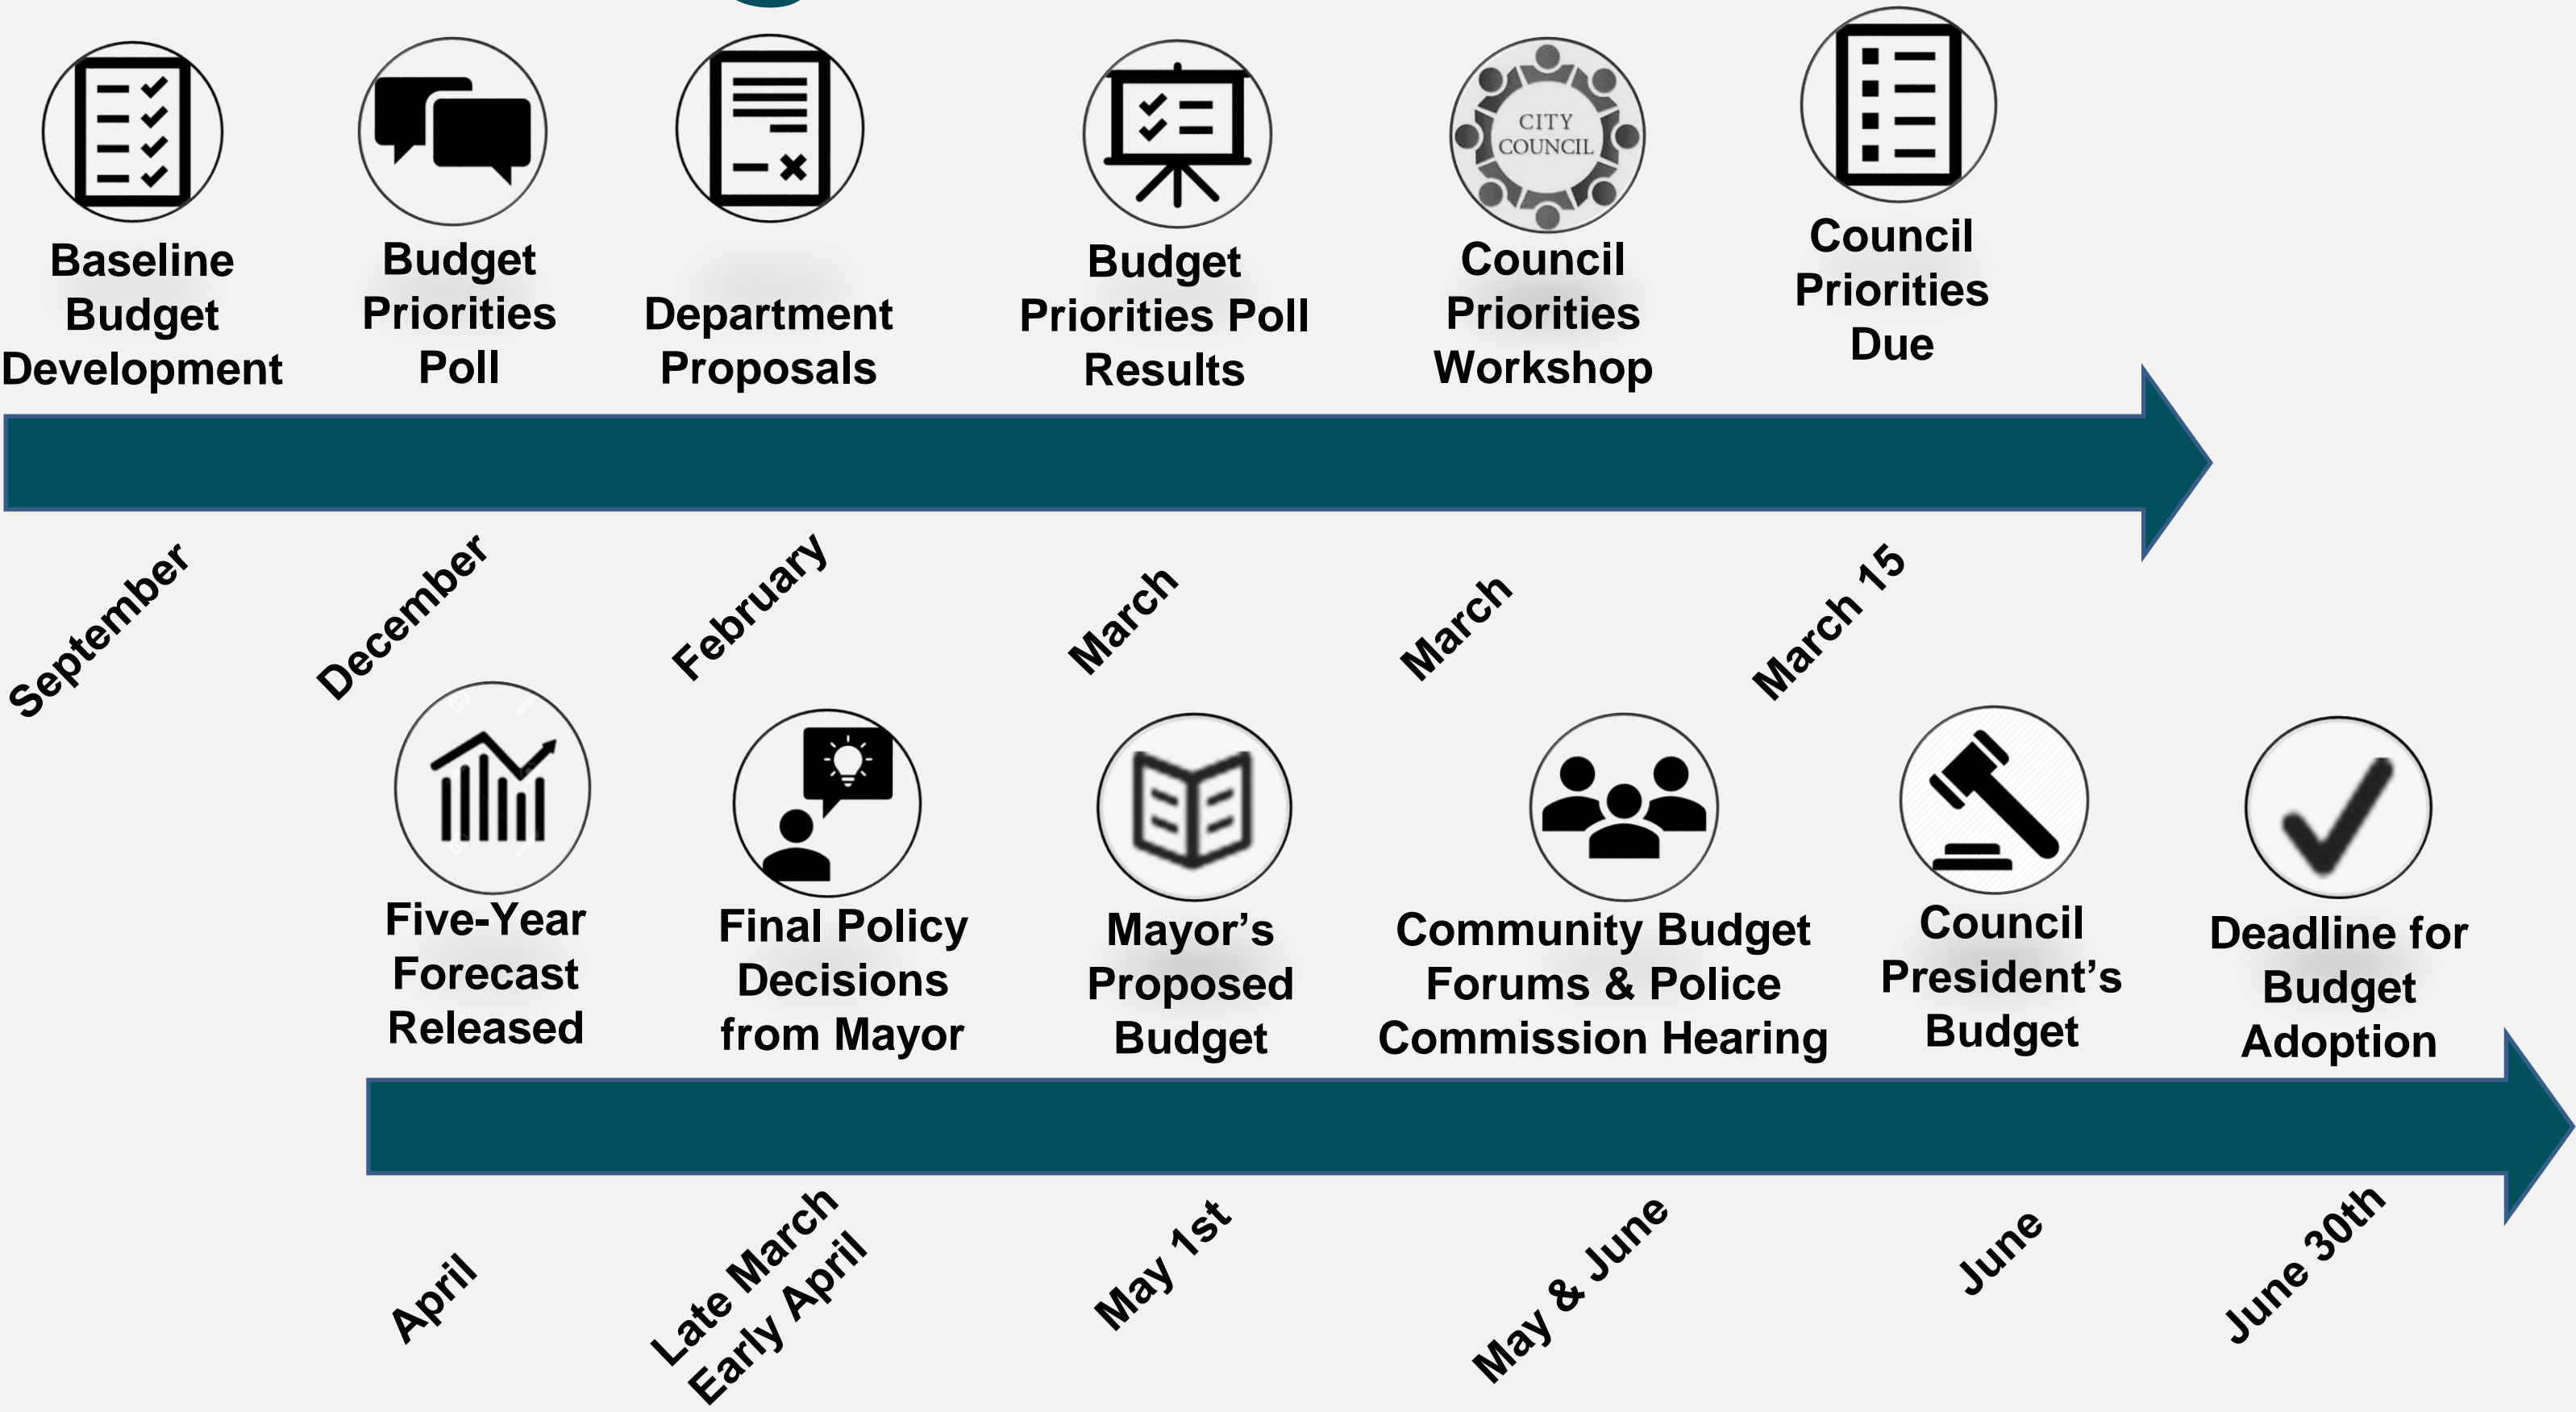 CITY
COUNCIL
Baseline
Budget
Development
Budget
Priorities
Poll
Department
Proposals
Budget
Priorities Poll
Results
Council
Priorities
Workshop
Council
Priorities
Due
September
December
February
March
March
March 15
Five-Year
Forecast
Released
Final Policy
Decisions
from Mayor
Mayor’s
Proposed
Budget
Community Budget
Forums & Police
Commission Hearing
Council
President’s
Budget
Deadline for
Budget
Adoption
April
Late March
Early April
May 1st
May & June
June
June 30th